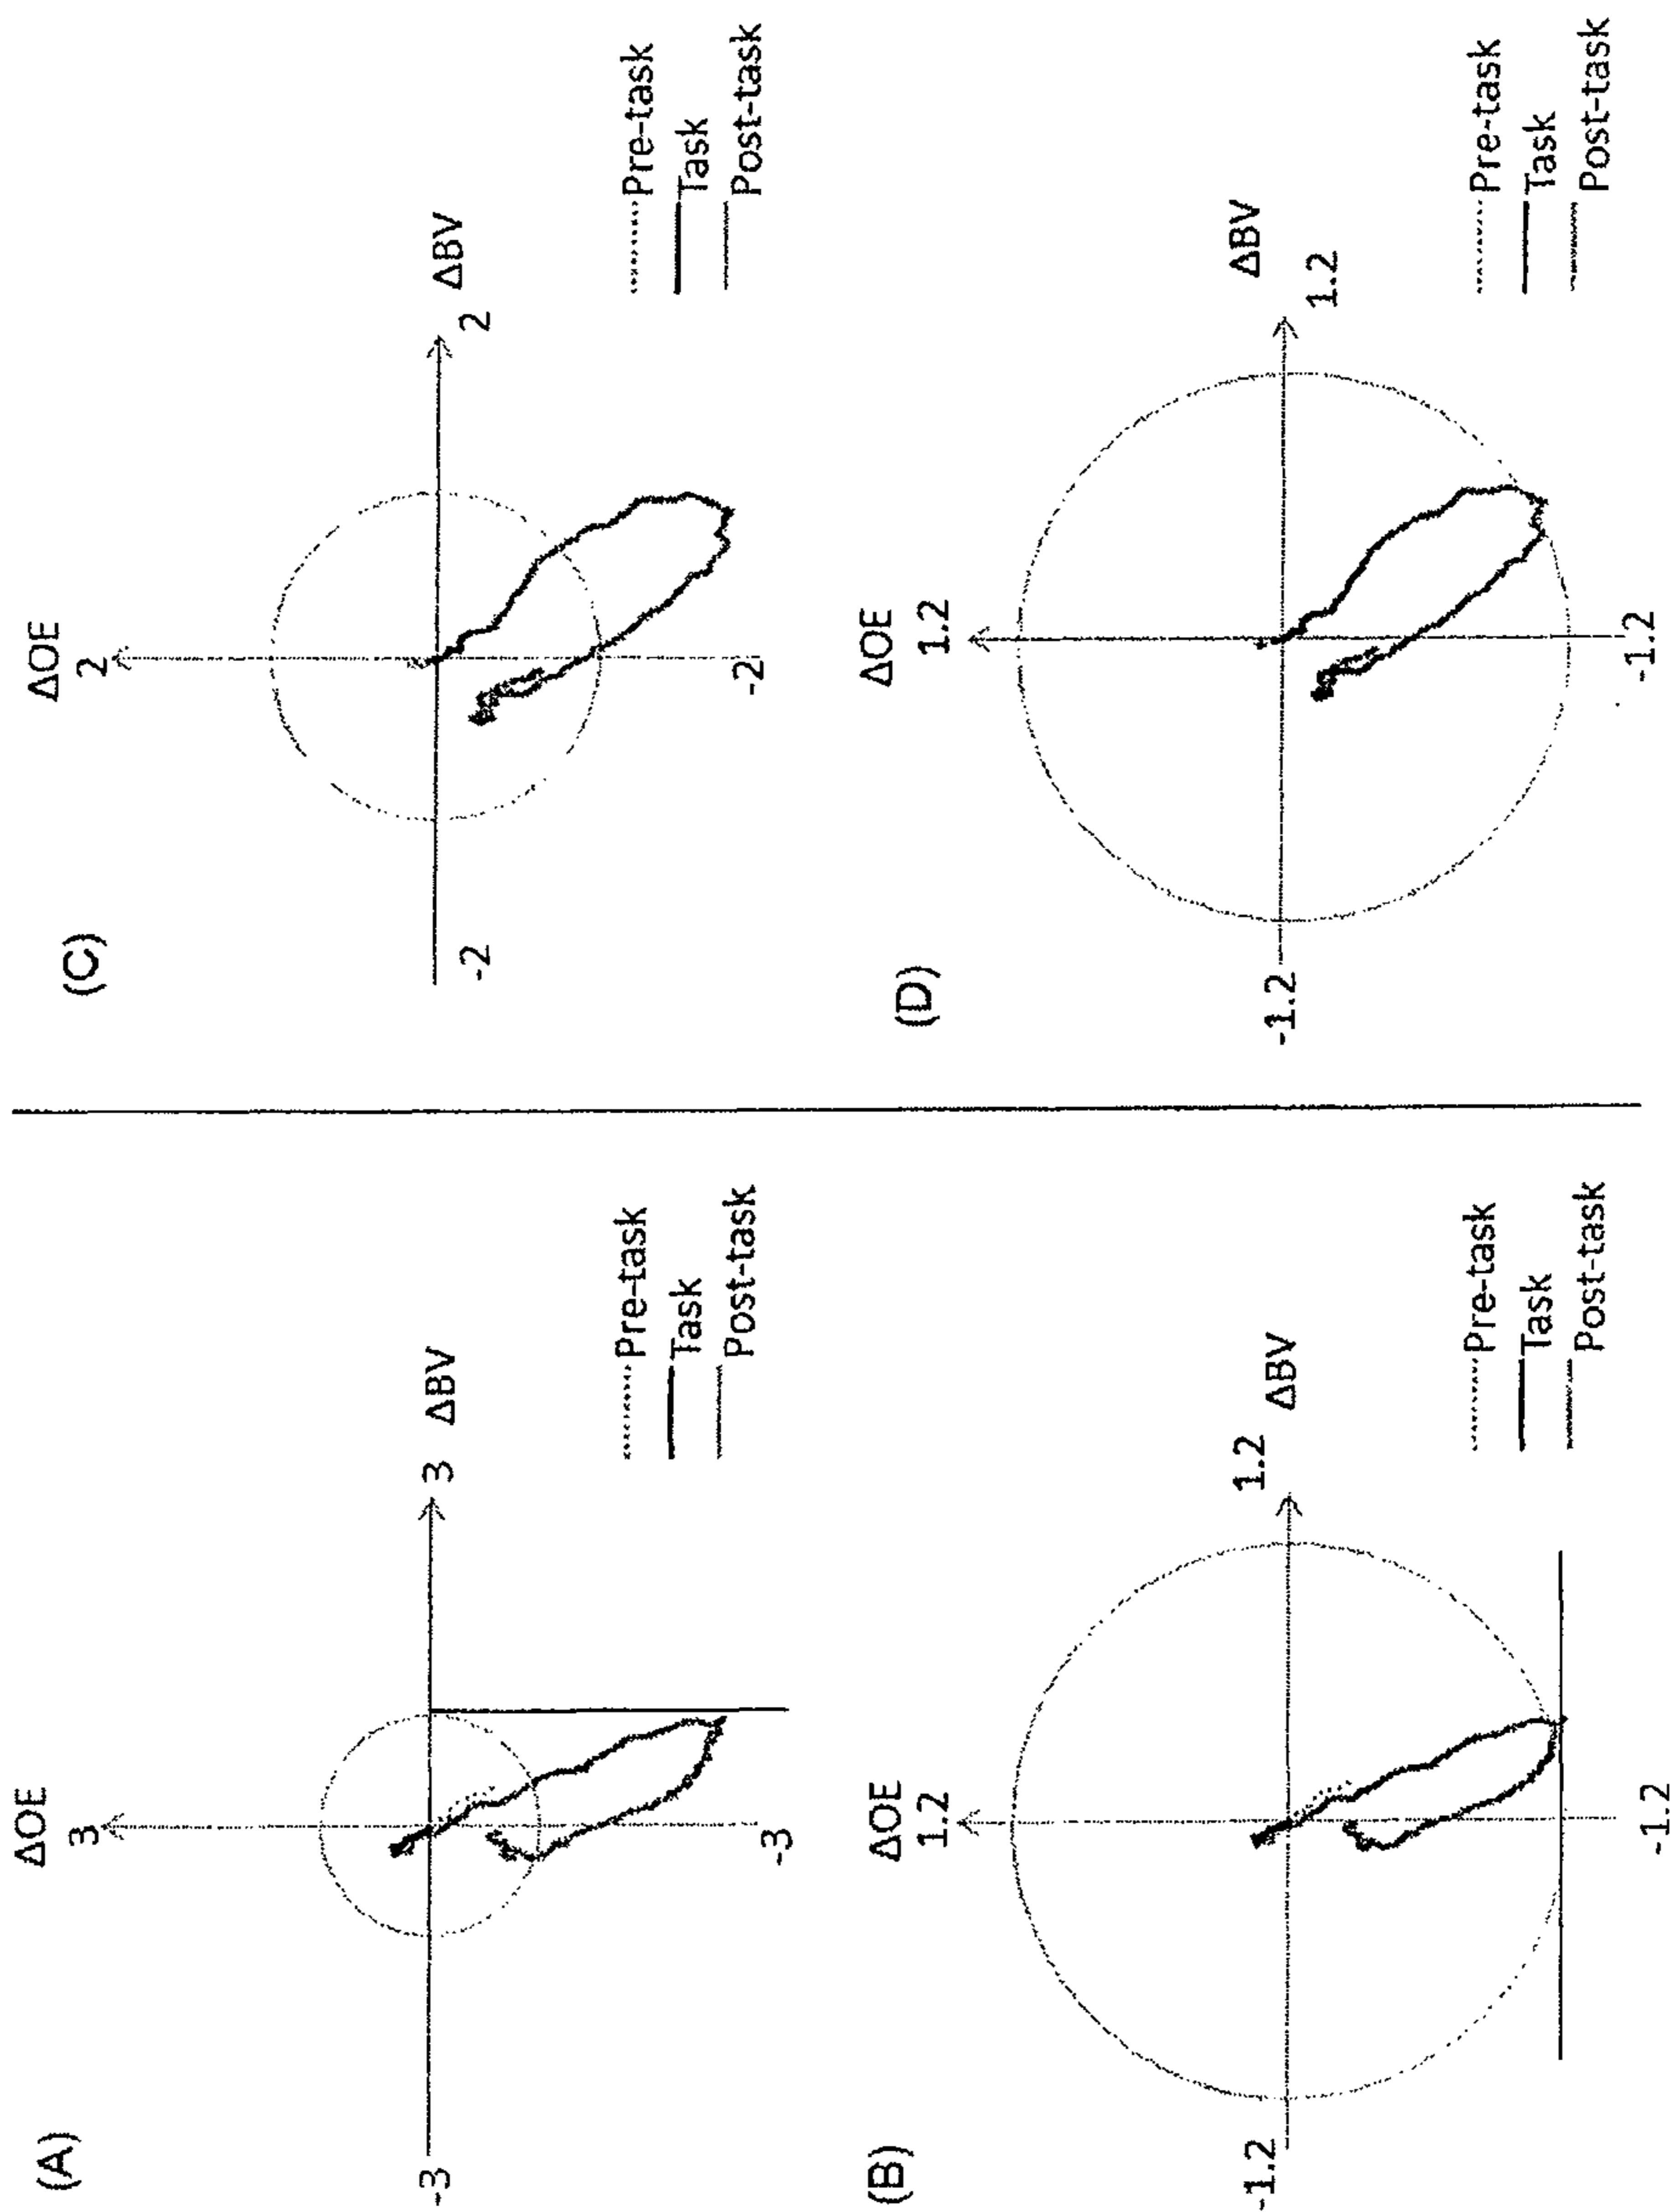 (A)
ΔOE
3
-3
3 ΔBV
Pre-task
Task
Post-task
-3
(B)
ΔOE
1.2
-1.2
1.2
ΔBV
Pre-task
Task
Post-task
-1.2
(C)
ΔOE
2
ΔBV
-2
2
Pre-task
Task
Post-task
-2
(D)
ΔOE
1.2
ΔBV
-1.2
1.2
Pre-task
Task
Post-task
-1.2